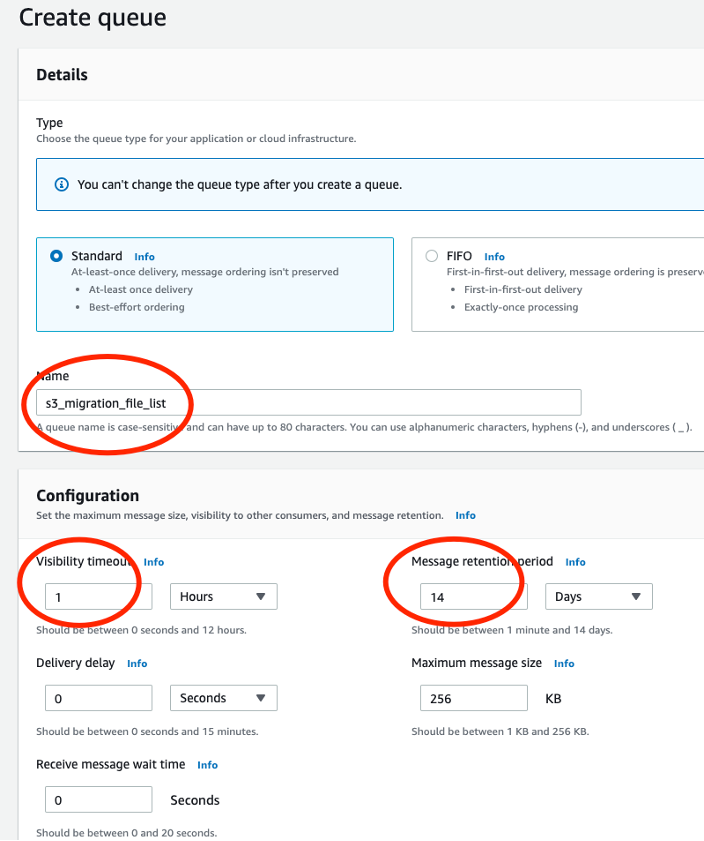 Create queue
Details
Type
Choose the queue type for your application or cloud infrastructure.
You can't change the queue type after you create a queue.
Standard Info
At-least-once delivery, message ordering isn't preserved
• At-least once delivery
• Best-effort ordering
FIFO Info
First-in-first-out delivery, message ordering is preserv
• First-in-first-out delivery
• Exactly-once processing
Name
s3_migration_file_list
A queue name is case-sensitive and can have up to 80 characters. You can use alphanumeric characters, hyphens (-), and underscores ( _ ).
Configuration
Set the maximum message size, visibility to other consumers, and message retention. Info
Visibility timeout Info
1 Hours
Should be between 0 seconds and 12 hours.
Message retention period Info
14 Days
Should be between 1 minute and 14 days.
Delivery delay Info
0 Seconds
Should be between 0 seconds and 15 minutes.
Maximum message size Info
256 KB
Should be between 1 KB and 256 KB.
Receive message wait time Info
0 Seconds
Should be between 0 and 20 seconds.